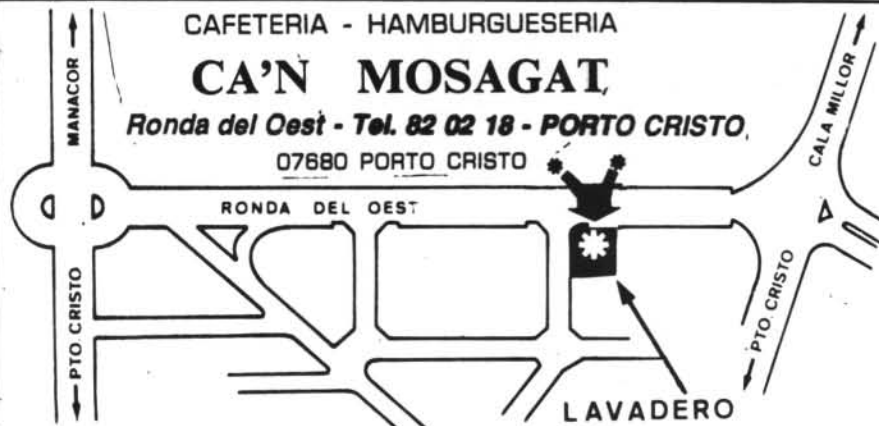 CAFETERIA - HAMBURGUESERIA
CA'N MOSAGAT
Ronda del Oest - Tel. 82 02 18 - PORTO CRISTO
07680 PORTO CRISTO
MANACOR
CALA MILLOR
RONDA DEL OEST
PTO. CRISTO
PTO. CRISTO
LAVADERO